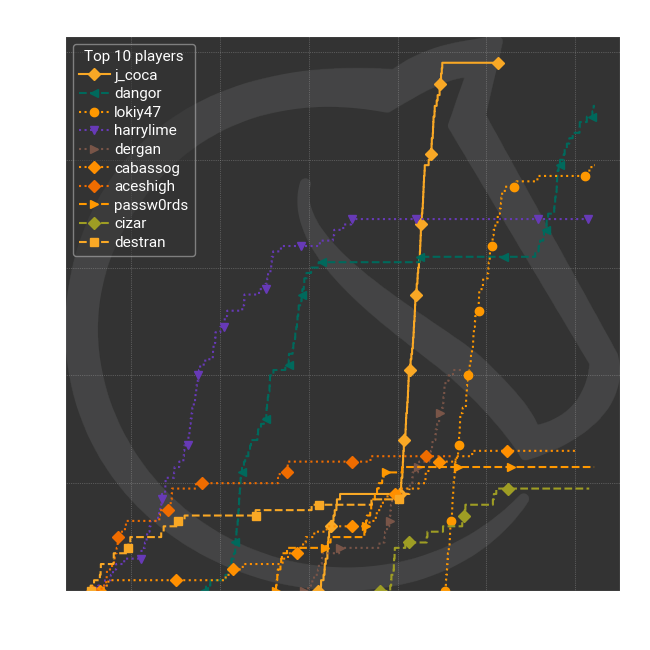 Top 10 players
j_coca
dangor
lokiy47
harrylime
dergan
cabassog
aceshigh
passw0rds
cizar
destran